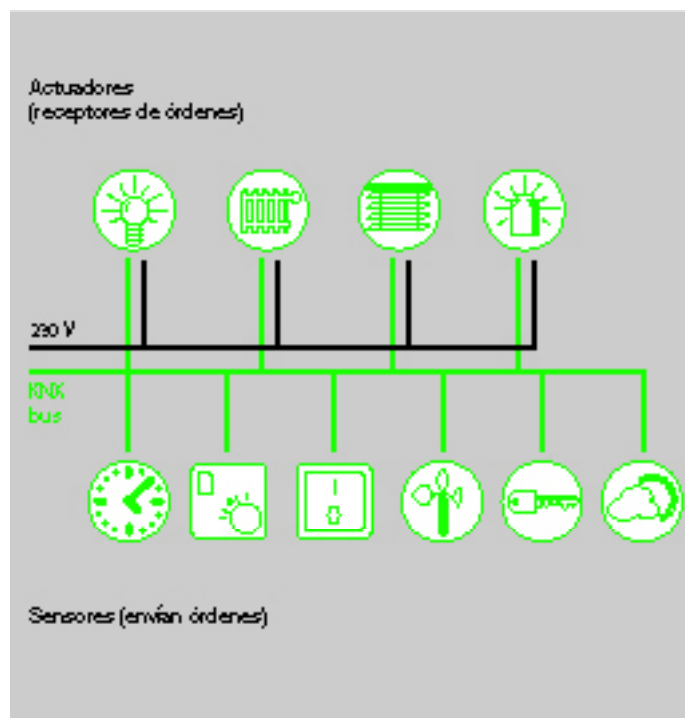 Actuadores
(receptores de órdenes)
230 V
KNX
bus
Sensores (envían órdenes)